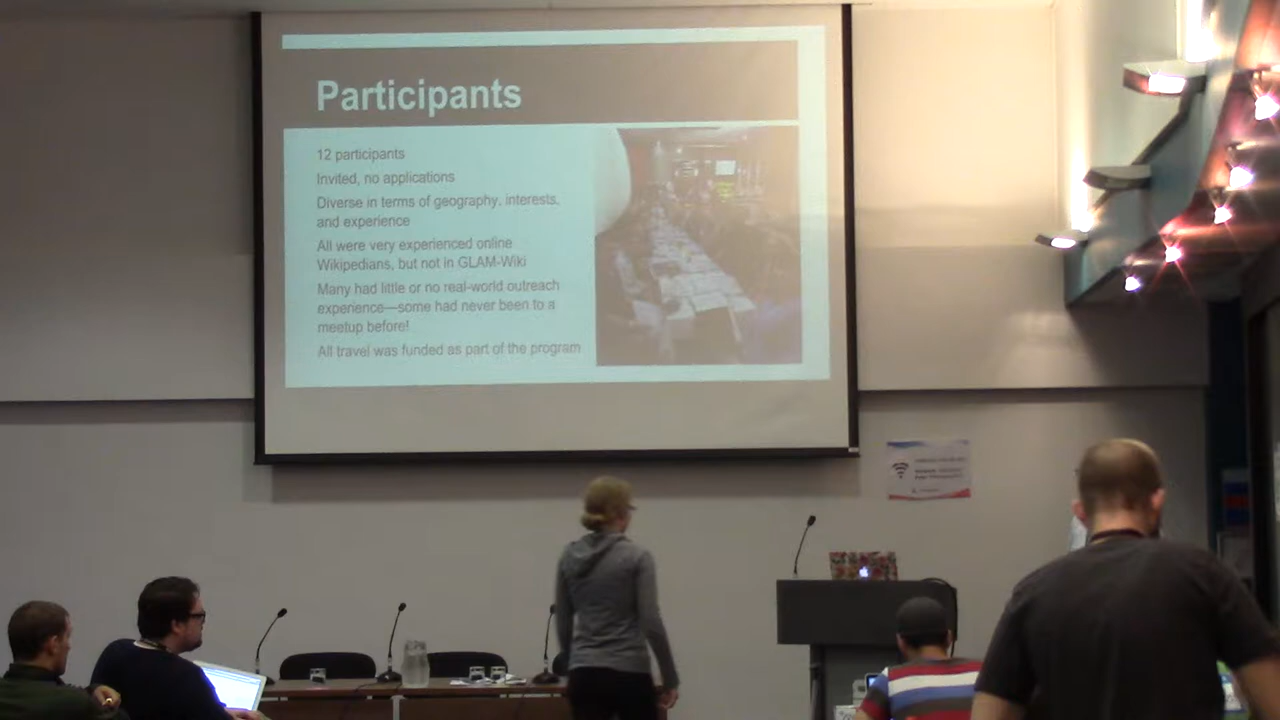 Participants
12 participants
Invited, no applications
Diverse in terms of geography, interests,
and experience
All were very experienced online
Wikipedians, but not in GLAM-Wiki
Many had little or no real-world outreach
experience—some had never been to a
meetup before!
All travel was funded as part of the program